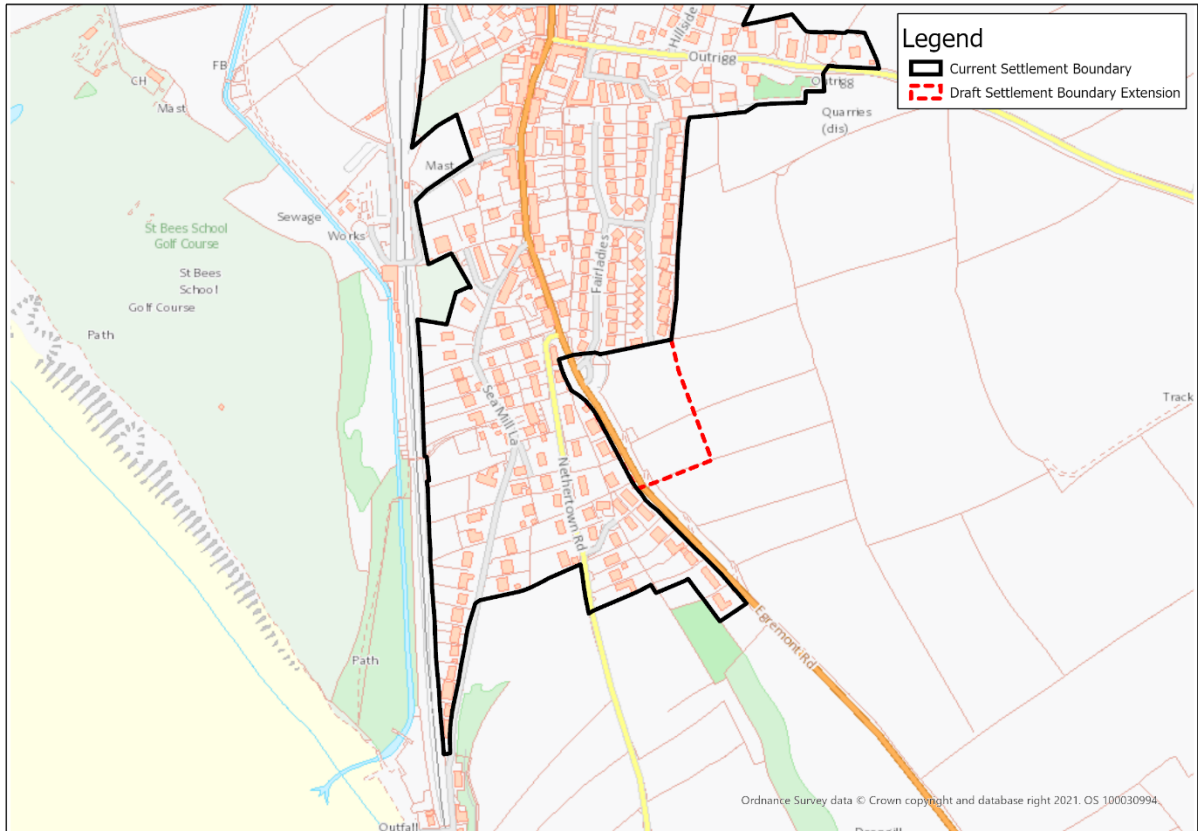 Legend
Current Settlement Boundary
Draft Settlement Boundary Extension
FB
CH
Mast
Hillside
Outrigg
Outrigg
Quarries
(dis)
Mast
Sewage
Works
St Bees School
Golf Course
St Bees
School
Golf Course
Path
Fairladies
Sea Mill La
Nethertown Rd
Track
Egremont Rd
Path
Outfall
Ordnance Survey data © Crown copyright and database right 2021. OS 100030994